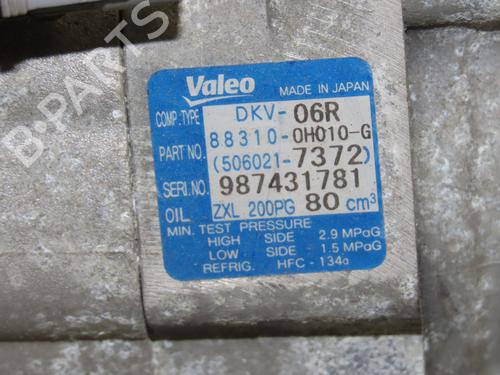 Valeo MADE IN JAPAN
COMP. TYPE DKV-06R
88310-0H010-G
PART NO. (506021-7372)
SERI.NO. 987431781
OIL ZXL 200PG 80 cm³
MIN. TEST PRESSURE
HIGH SIDE 2.9 MPaG
LOW SIDE - 1.5 MPaG
REFRIG. HFC - 134a
B-PARTS